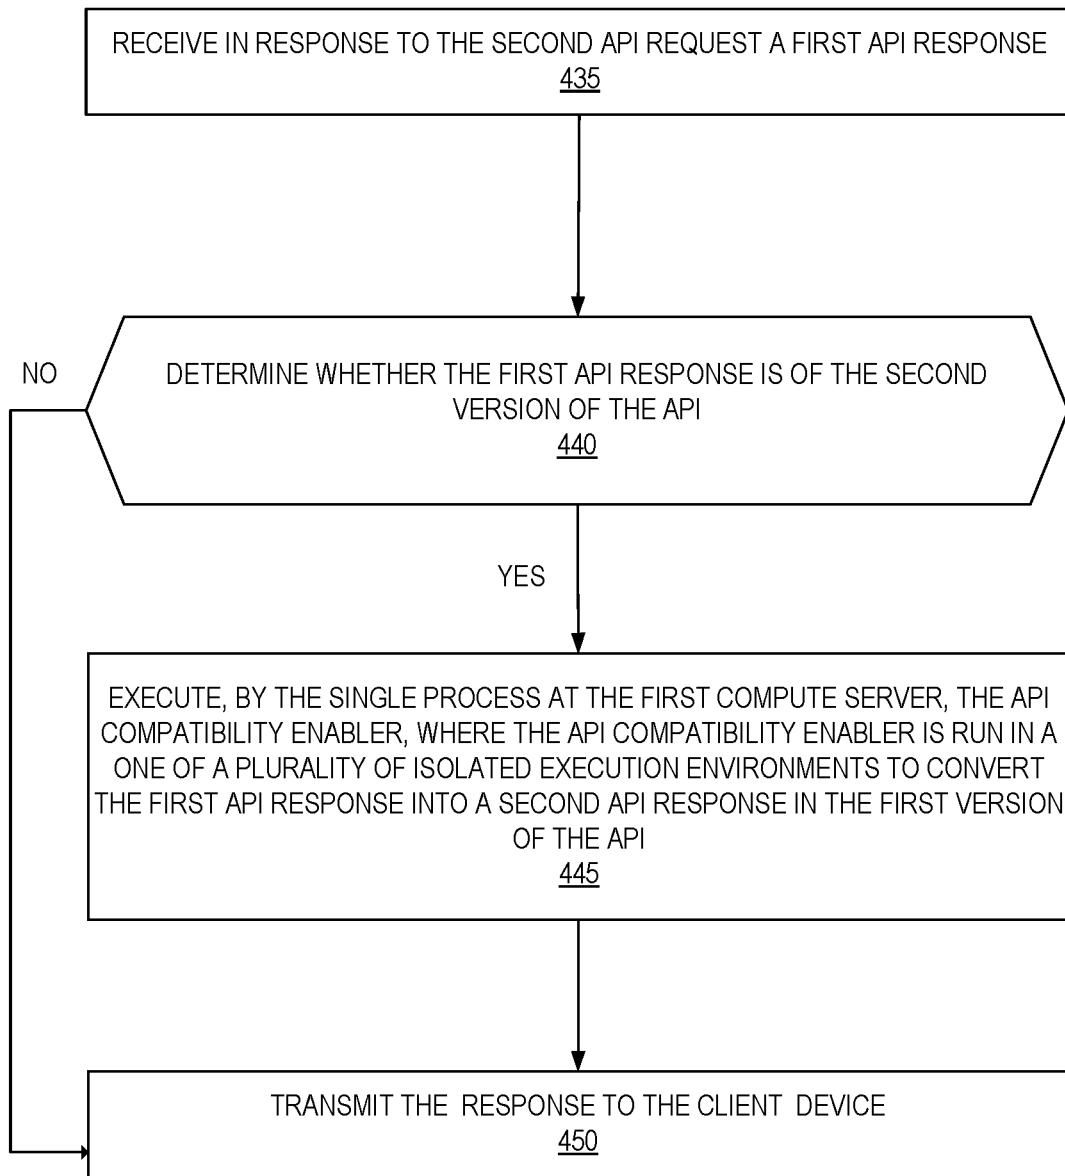 RECEIVE IN RESPONSE TO THE SECOND API REQUEST A FIRST API RESPONSE
435
NO
DETERMINE WHETHER THE FIRST API RESPONSE IS OF THE SECOND
VERSION OF THE API
440
YES
EXECUTE, BY THE SINGLE PROCESS AT THE FIRST COMPUTE SERVER, THE API
COMPATIBILITY ENABLER, WHERE THE API COMPATIBILITY ENABLER IS RUN IN A
ONE OF A PLURALITY OF ISOLATED EXECUTION ENVIRONMENTS TO CONVERT
THE FIRST API RESPONSE INTO A SECOND API RESPONSE IN THE FIRST VERSION
OF THE API
445
TRANSMIT THE RESPONSE TO THE CLIENT DEVICE
450